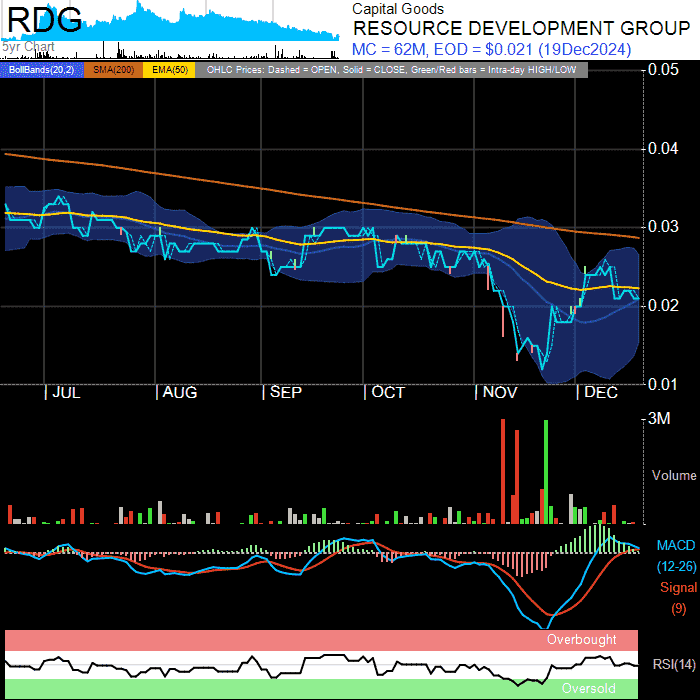 RDG
5yr Chart
Capital Goods
RESOURCE DEVELOPMENT GROUP
MC = 62M, EOD = $0.021 (19Dec2024)
BollBands(20,2) SMA(200) EMA(50) OHLC Prices: Dashed = OPEN, Solid = CLOSE, Green/Red bars = Intra-day HIGH/LOW
0.05
0.04
0.03
0.02
0.01
| JUL | AUG | SEP | OCT | NOV | DEC
3M
Volume
MACD
(12-26)
Signal
(9)
Overbought
RSI(14)
Oversold